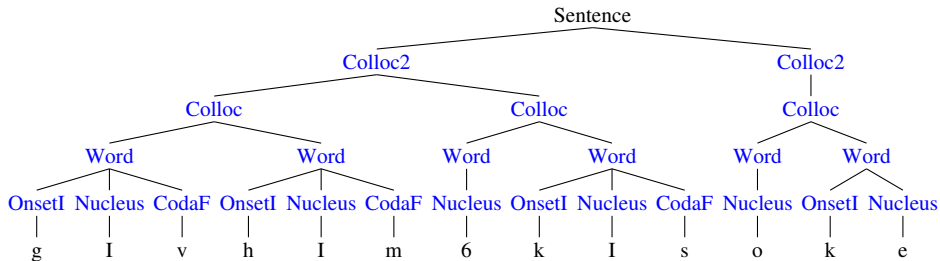 Sentence
Colloc2 Colloc2
Colloc Colloc Colloc
Word Word Word Word Word Word
OnsetI Nucleus CodaF OnsetI Nucleus CodaF Nucleus OnsetI Nucleus CodaF Nucleus OnsetI Nucleus
g I v h I m 6 k I s o k e